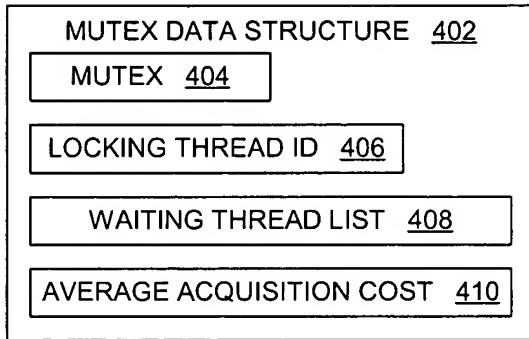 MUTEX DATA STRUCTURE 402
MUTEX 404
LOCKING THREAD ID 406
WAITING THREAD LIST 408
AVERAGE ACQUISITION COST 410